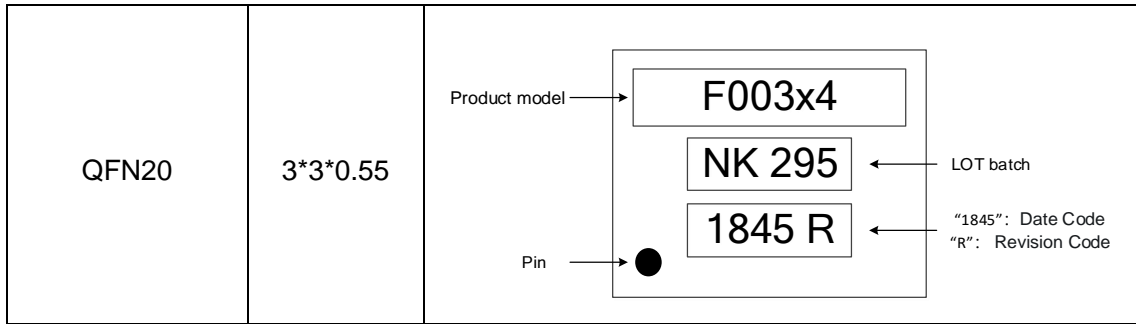 QFN20
3*3*0.55
Product model
F003x4
NK 295
LOT batch
1845 R
“1845”: Date Code
“R”: Revision Code
Pin